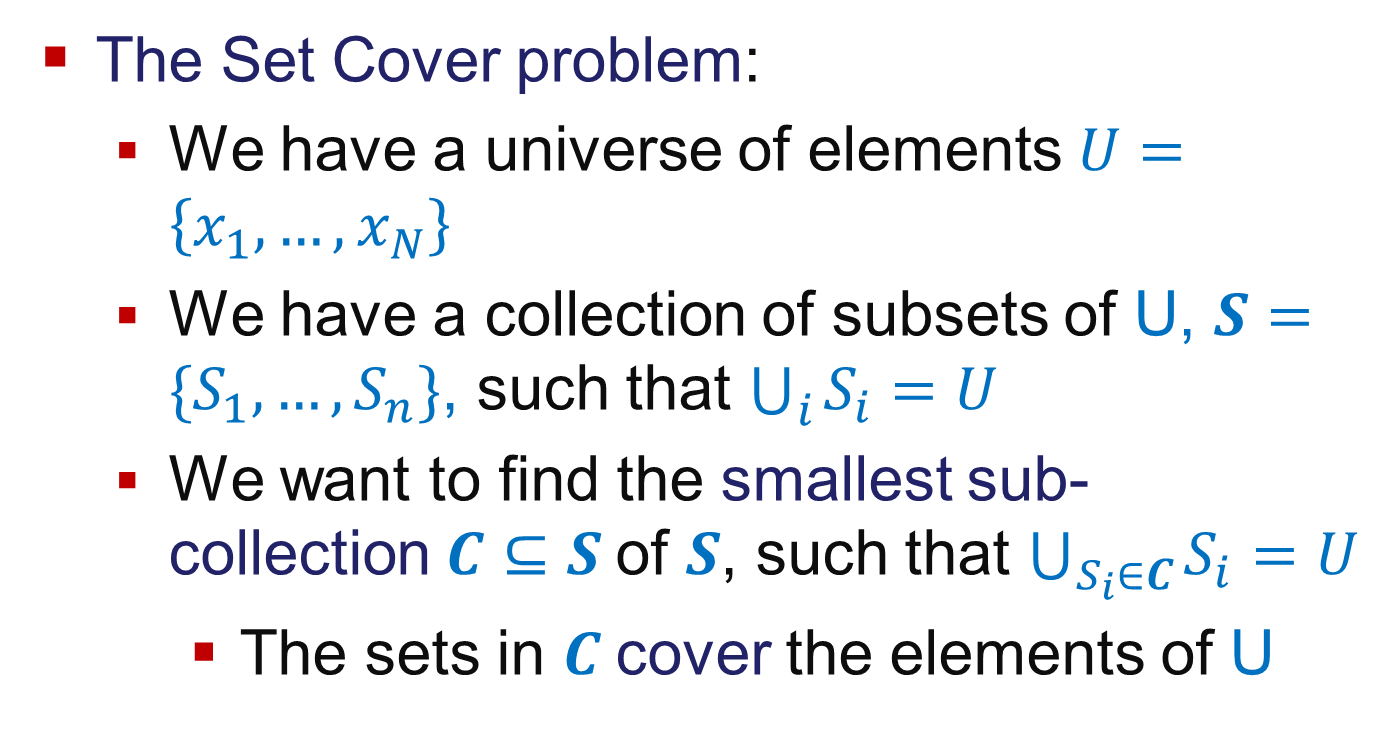 ▪ The Set Cover problem:
▪ We have a universe of elements 𝑈 =
{𝑥₁, … , 𝑥_𝑁}
▪ We have a collection of subsets of U, 𝑺 =
{𝑆₁, … , 𝑆ₙ}, such that ⋃ᵢ 𝑆ᵢ = 𝑈
▪ We want to find the smallest sub-
collection 𝑪 ⊆ 𝑺 of 𝑺, such that ⋃_{𝑆ᵢ∈𝑪} 𝑆ᵢ = 𝑈
▪ The sets in 𝑪 cover the elements of U